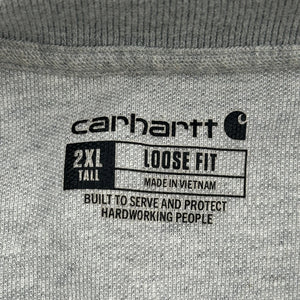 carhartt
2XL TALL LOOSE FIT
MADE IN VIETNAM
BUILT TO SERVE AND PROTECT
HARDWORKING PEOPLE